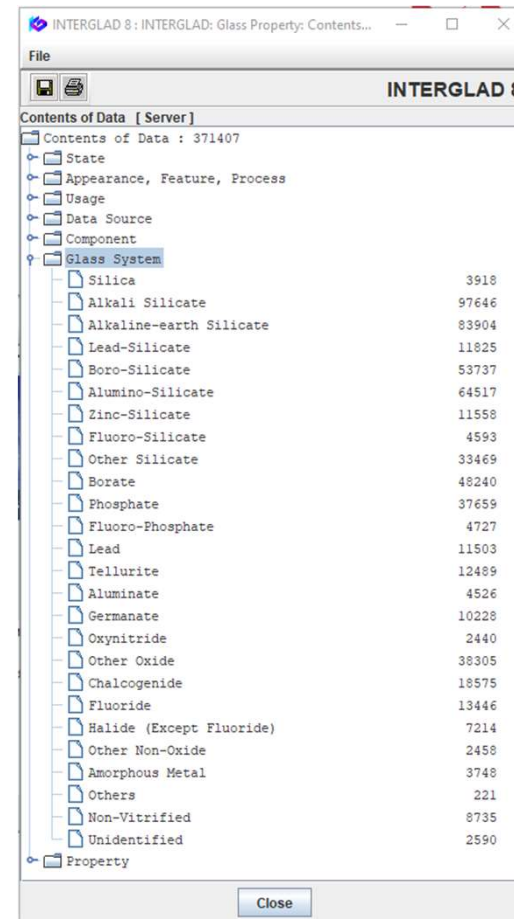 INTERGLAD 8 : INTERGLAD: Glass Property: Contents...
File
INTERGLAD 8
Contents of Data [ Server ]
Contents of Data : 371407
State
Appearance, Feature, Process
Usage
Data Source
Component
Glass System
Silica 3918
Alkali Silicate 97646
Alkaline-earth Silicate 83904
Lead-Silicate 11825
Boro-Silicate 53737
Alumino-Silicate 64517
Zinc-Silicate 11558
Fluoro-Silicate 4593
Other Silicate 33469
Borate 48240
Phosphate 37659
Fluoro-Phosphate 4727
Lead 11503
Tellurite 12489
Aluminate 4526
Germanate 10228
Oxynitride 2440
Other Oxide 38305
Chalcogenide 18575
Fluoride 13446
Halide (Except Fluoride) 7214
Other Non-Oxide 2458
Amorphous Metal 3748
Others 221
Non-Vitrified 8735
Unidentified 2590
Property
Close